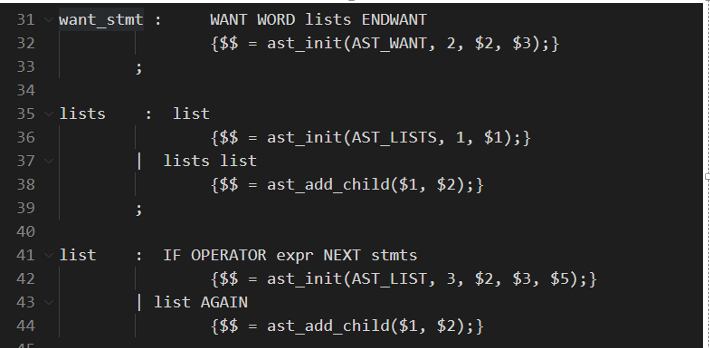 31 want_stmt : WANT WORD lists ENDWANT
32 {$$ = ast_init(AST_WANT, 2, $2, $3);}
33 ;
34
35 lists : list
36 {$$ = ast_init(AST_LISTS, 1, $1);}
37 | lists list
38 {$$ = ast_add_child($1, $2);}
39 ;
40
41 list : IF OPERATOR expr NEXT stmts
42 {$$ = ast_init(AST_LIST, 3, $2, $3, $5);}
43 | list AGAIN
44 {$$ = ast_add_child($1, $2);}